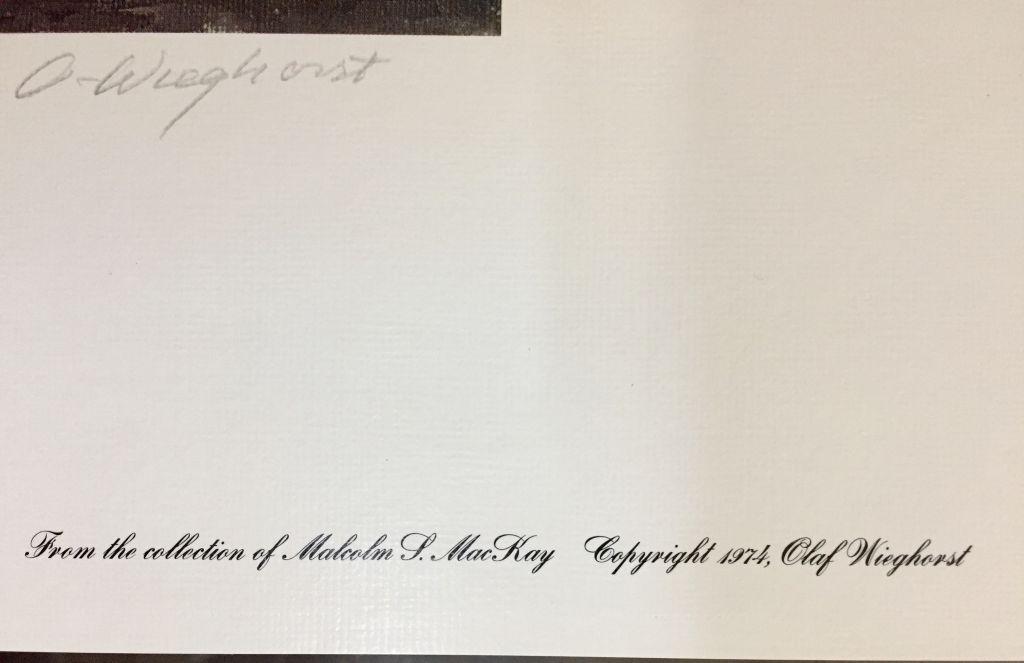 O-Wieghorst
From the collection of Malcolm S. MacKay Copyright 1974, Olaf Wieghorst